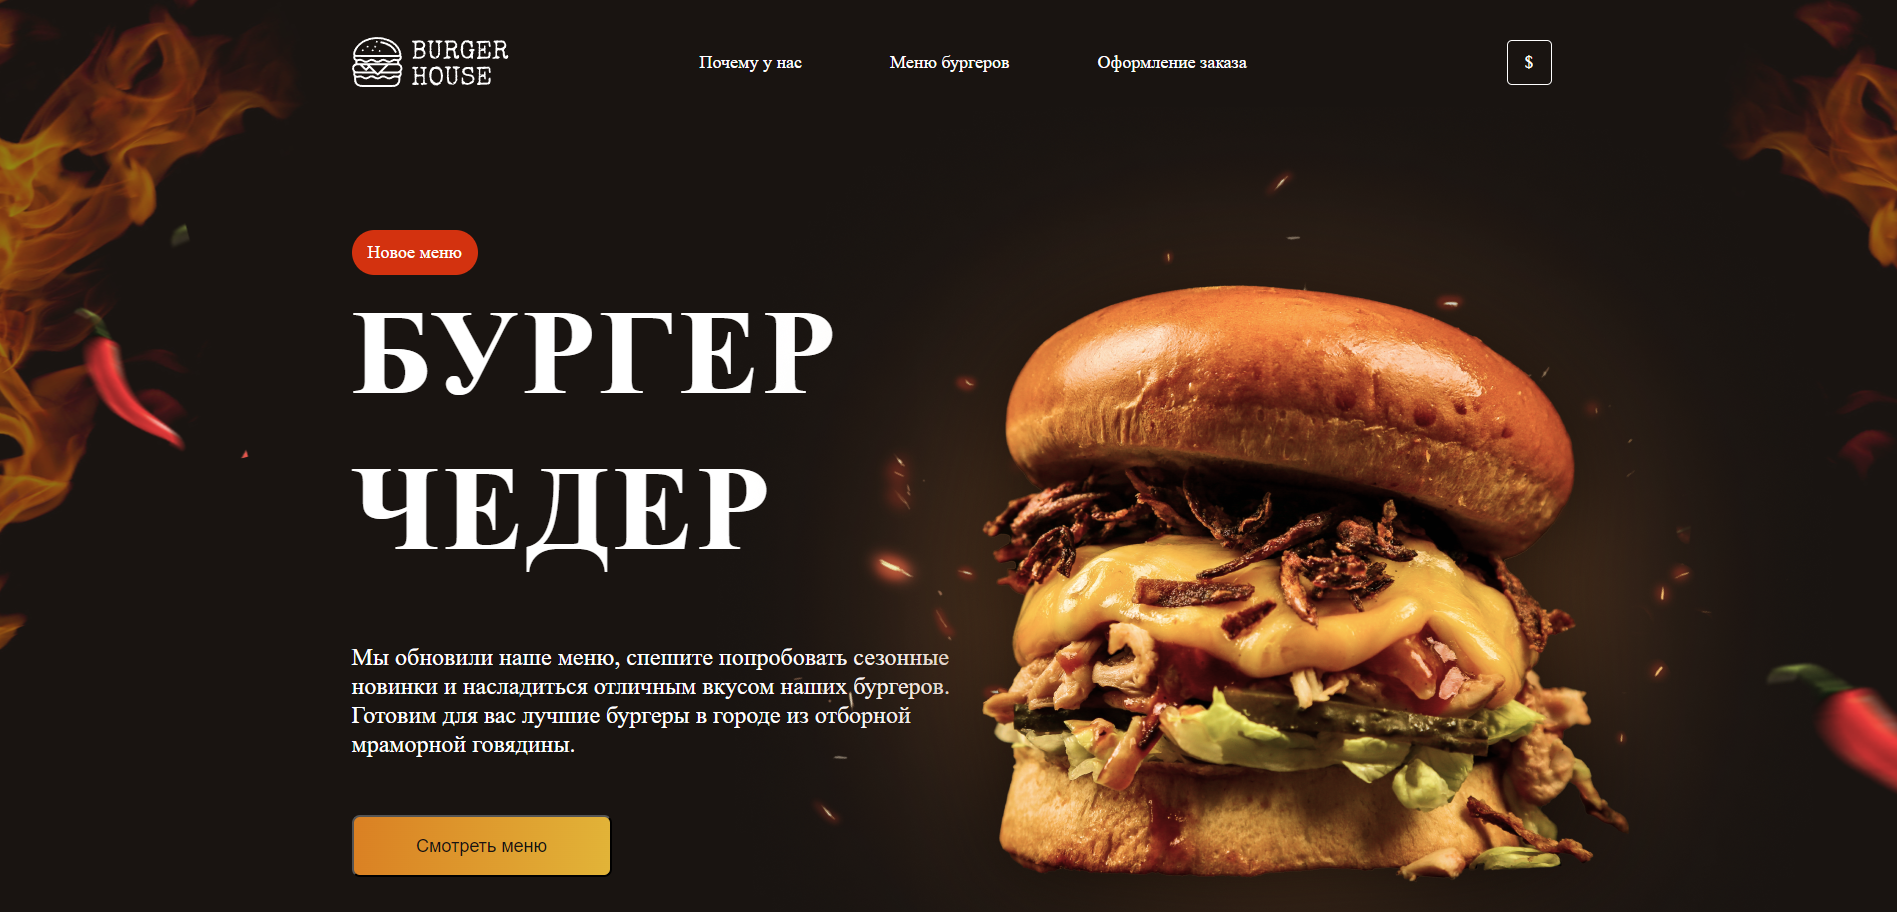 BURGER
HOUSE
Почему у нас
Меню бургеров
Оформление заказа
$
Новое меню
БУРГЕР
ЧЕДЕР
Мы обновили наше меню, спешите попробовать сезонные
новинки и насладиться отличным вкусом наших бургеров.
Готовим для вас лучшие бургеры в городе из отборной
мраморной говядины.
Смотреть меню